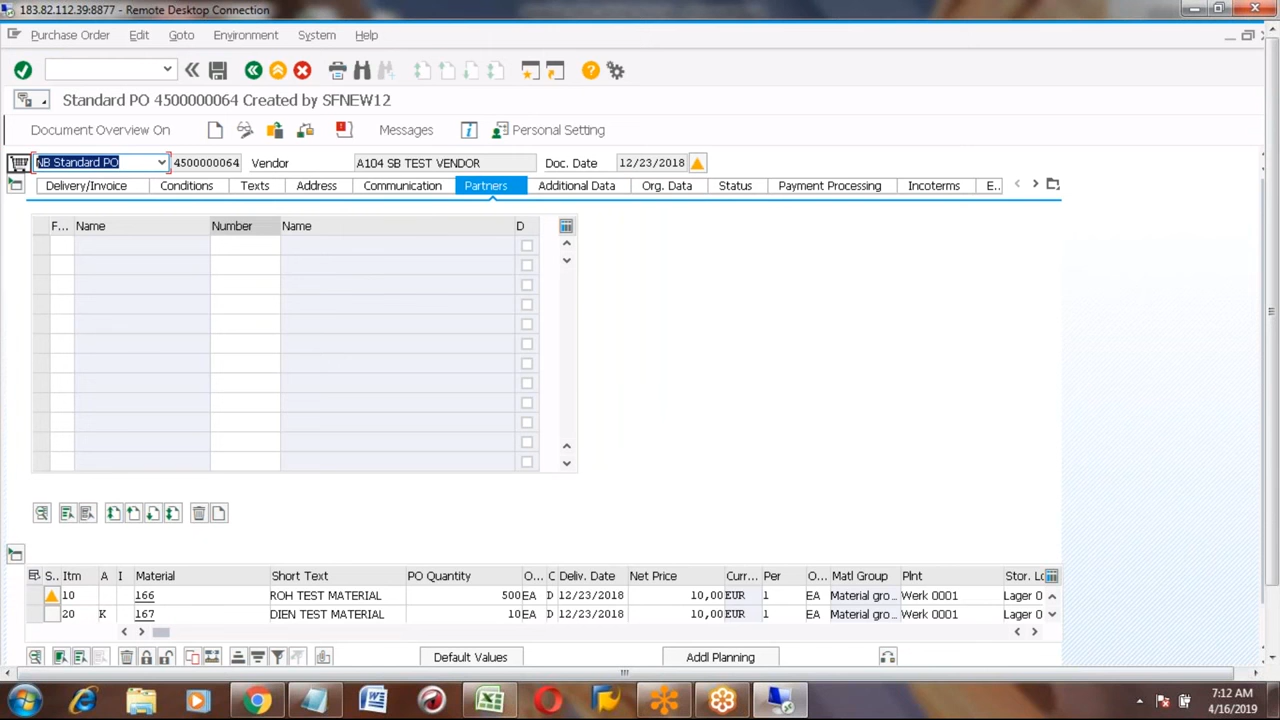 183.82.112.39:8877 - Remote Desktop Connection
Purchase Order Edit Goto Environment System Help
Standard PO 4500000064 Created by SFNEW12
Document Overview On Messages Personal Setting
NB Standard PO 4500000064 Vendor A104 SB TEST VENDOR Doc. Date 12/23/2018
Delivery/Invoice Conditions Texts Address Communication Partners Additional Data Org. Data Status Payment Processing Incoterms E..
F... Name Number Name D
S.. Itm A I Material Short Text PO Quantity O... C Deliv. Date Net Price Curr... Per O... Matl Group Plnt Stor. Lo
10 166 ROH TEST MATERIAL 500 EA D 12/23/2018 10,00 EUR 1 EA Material gro... Werk 0001 Lager 0
20 K 167 DIEN TEST MATERIAL 10 EA D 12/23/2018 10,00 EUR 1 EA Material gro... Werk 0001 Lager 0
Default Values Addl Planning
7:12 AM
4/16/2019